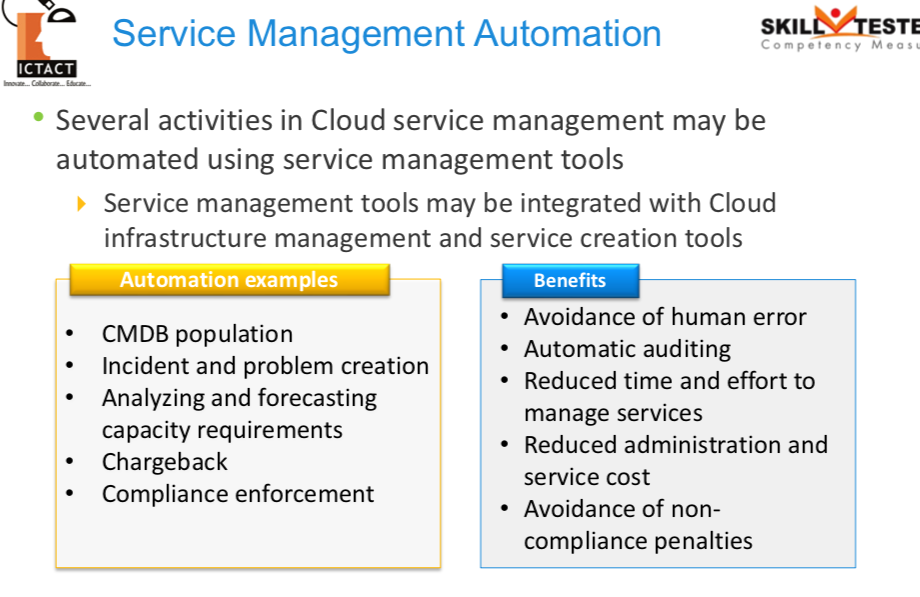 ICTACT
Innovate... Collaborate... Educate...
Service Management Automation
SKILL TESTE
Competency Measu
• Several activities in Cloud service management may be
automated using service management tools
Service management tools may be integrated with Cloud
infrastructure management and service creation tools
Automation examples
• CMDB population
• Incident and problem creation
• Analyzing and forecasting
capacity requirements
• Chargeback
• Compliance enforcement
Benefits
• Avoidance of human error
• Automatic auditing
• Reduced time and effort to
manage services
• Reduced administration and
service cost
• Avoidance of non-
compliance penalties